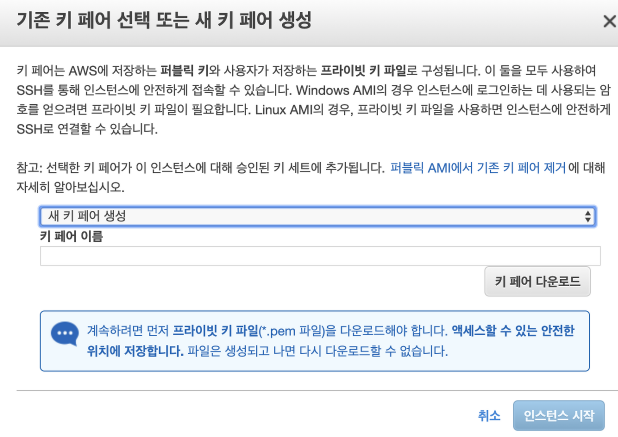 기존 키 페어 선택 또는 새 키 페어 생성
키 페어는 AWS에 저장하는 퍼블릭 키와 사용자가 저장하는 프라이빗 키 파일로 구성됩니다. 이 둘을 모두 사용하여
SSH를 통해 인스턴스에 안전하게 접속할 수 있습니다. Windows AMI의 경우 인스턴스에 로그인하는 데 사용되는 암
호를 얻으려면 프라이빗 키 파일이 필요합니다. Linux AMI의 경우, 프라이빗 키 파일을 사용하면 인스턴스에 안전하게
SSH로 연결할 수 있습니다.
참고: 선택한 키 페어가 이 인스턴스에 대해 승인된 키 세트에 추가됩니다. 퍼블릭 AMI에서 기존 키 페어 제거 에 대해
자세히 알아보십시오.
새 키 페어 생성
키 페어 이름
키 페어 다운로드
계속하려면 먼저 프라이빗 키 파일(*.pem 파일)을 다운로드해야 합니다. 액세스할 수 있는 안전한
위치에 저장합니다. 파일은 생성되고 나면 다시 다운로드할 수 없습니다.
취소
인스턴스 시작